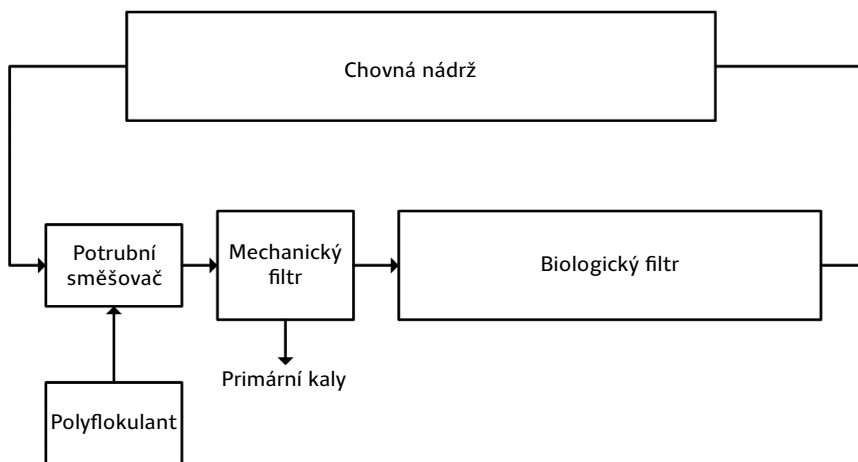 Chovná nádrž
Potrubní
směšovač
Mechanický
filtr
Biologický filtr
Primární kaly
Polyflokulant